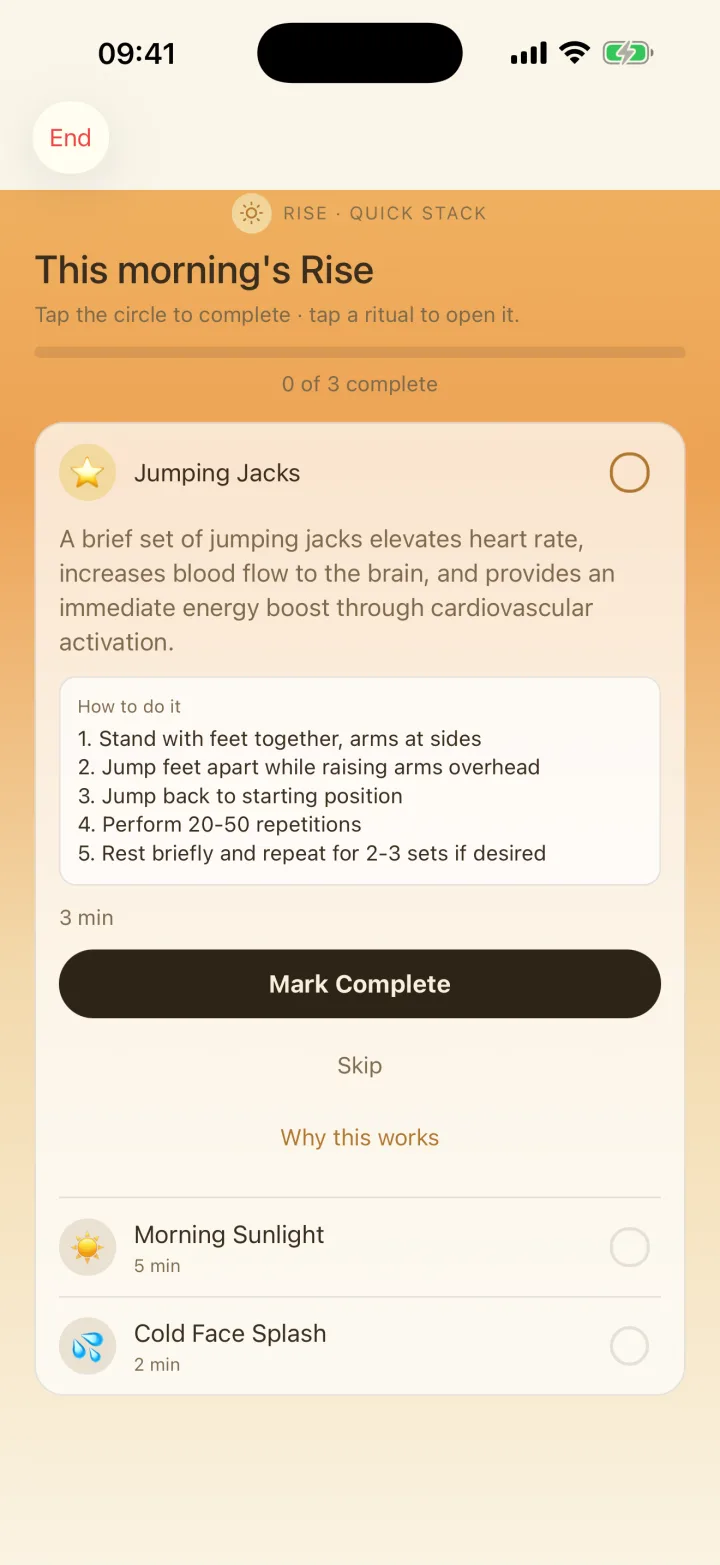 09:41
End
RISE · QUICK STACK
This morning's Rise
Tap the circle to complete · tap a ritual to open it.
0 of 3 complete
Jumping Jacks
A brief set of jumping jacks elevates heart rate,
increases blood flow to the brain, and provides an
immediate energy boost through cardiovascular
activation.
How to do it
1. Stand with feet together, arms at sides
2. Jump feet apart while raising arms overhead
3. Jump back to starting position
4. Perform 20-50 repetitions
5. Rest briefly and repeat for 2-3 sets if desired
3 min
Mark Complete
Skip
Why this works
Morning Sunlight
5 min
Cold Face Splash
2 min